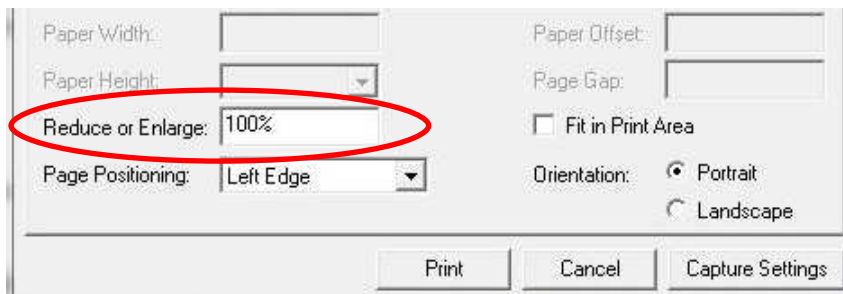 Paper Width: Paper Offset:
Paper Height: Page Gap:
Reduce or Enlarge: 100% Fit in Print Area
Page Positioning: Left Edge Orientation: Portrait
Landscape
Print Cancel Capture Settings